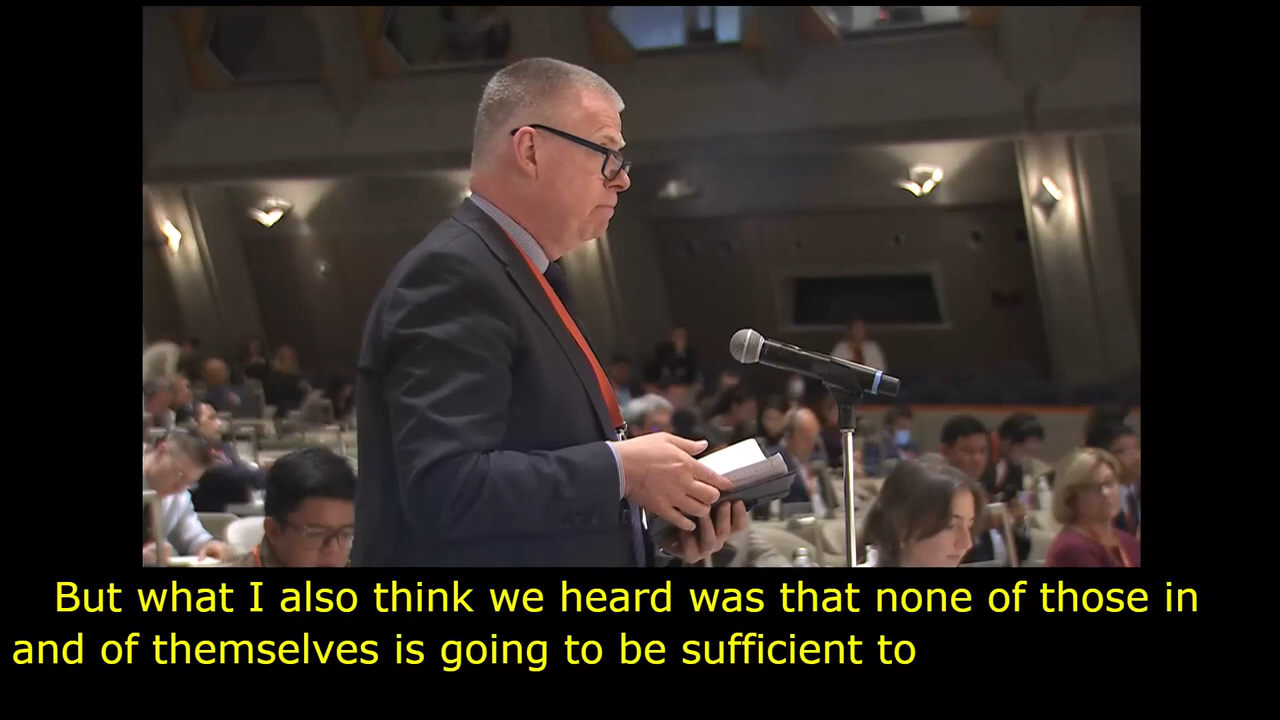 But what I also think we heard was that none of those in
and of themselves is going to be sufficient to